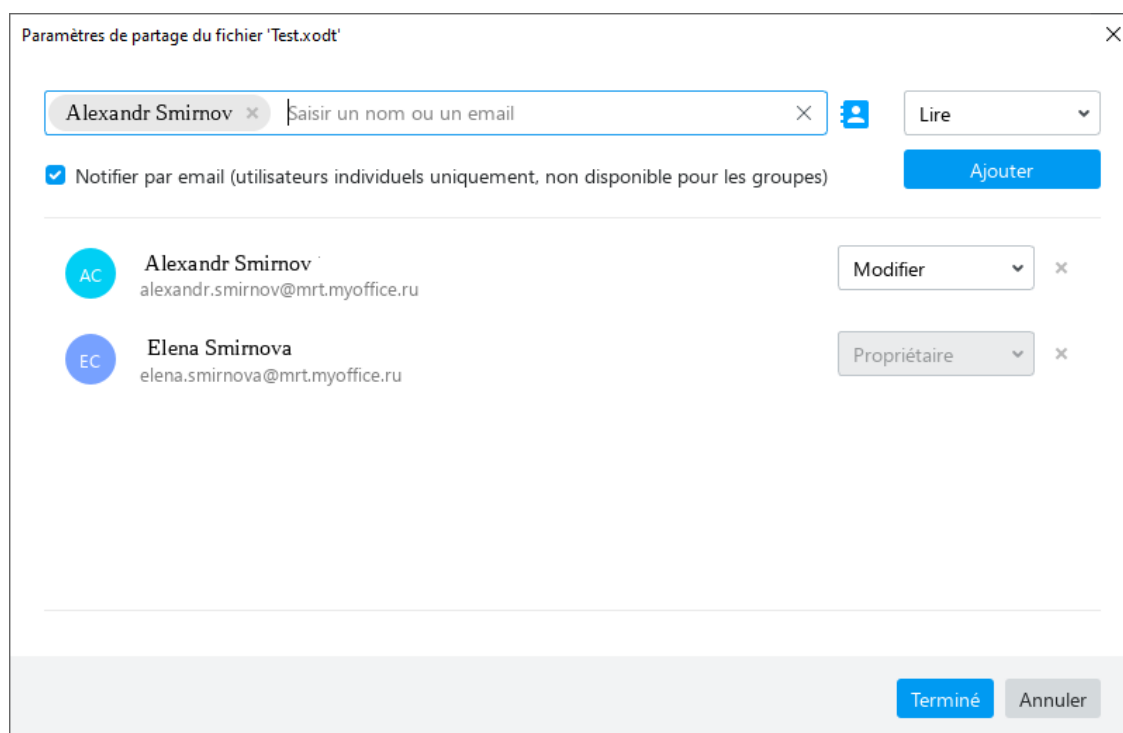 Paramètres de partage du fichier 'Test.xodt'
Alexandr Smirnov × Saisir un nom ou un email
Lire
Notifier par email (utilisateurs individuels uniquement, non disponible pour les groupes)
Ajouter
AC
Alexandr Smirnov
alexandr.smirnov@mrt.myoffice.ru
Modifier
EC
Elena Smirnova
elena.smirnova@mrt.myoffice.ru
Propriétaire
Terminé
Annuler